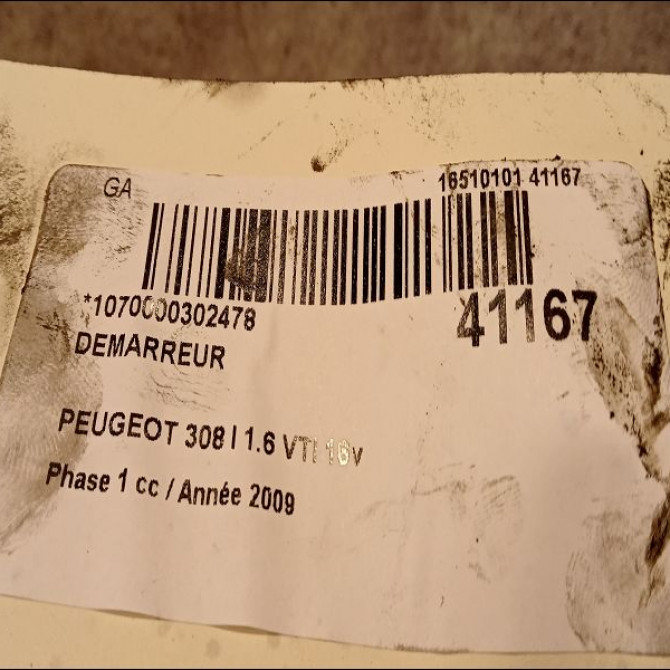 GA
16510101 41167
*1070000302478
41167
DEMARREUR
PEUGEOT 308 I 1.6 VTI 16v
Phase 1 cc / Année 2009